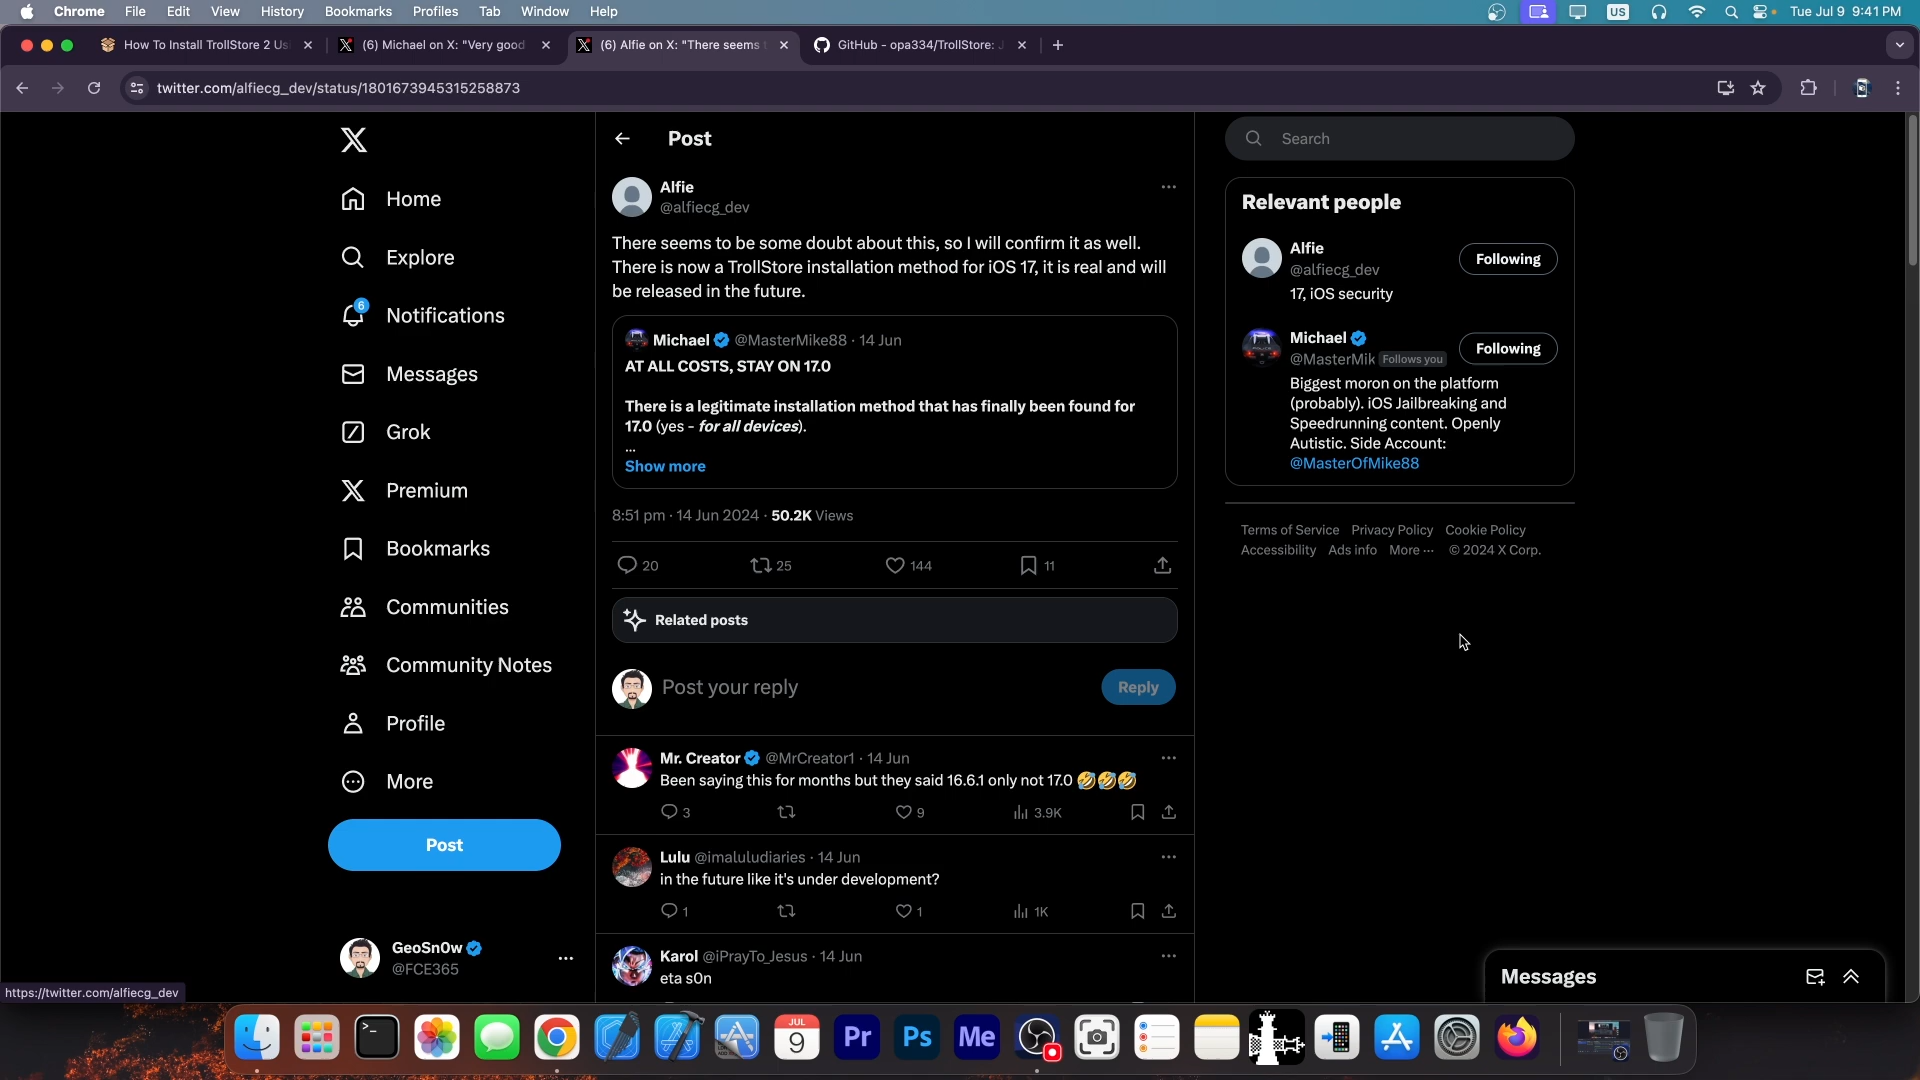 Chrome File Edit View History Bookmarks Profiles Tab Window Help US Tue Jul 9 9:41 PM
How To Install TrollStore 2 Us (6) Michael on X: "Very good (6) Alfie on X: "There seems t GitHub - opa334/TrollStore: J
twitter.com/alfiecg_dev/status/1801673945315258873
Home
Explore
6
Notifications
Messages
Grok
Premium
Bookmarks
Communities
Community Notes
Profile
More
Post
GeoSn0w
@FCE365
https://twitter.com/alfiecg_dev
Post
Alfie
@alfiecg_dev
There seems to be some doubt about this, so I will confirm it as well.
There is now a TrollStore installation method for iOS 17, it is real and will
be released in the future.
Michael @MasterMike88 · 14 Jun
AT ALL COSTS, STAY ON 17.0
There is a legitimate installation method that has finally been found for
17.0 (yes - for all devices).
...
Show more
8:51 pm · 14 Jun 2024 · 50.2K Views
20 25 144 11
Related posts
Post your reply Reply
Mr. Creator @MrCreator1 · 14 Jun
Been saying this for months but they said 16.6.1 only not 17.0 🤣🤣🤣
3 9 3.9K
Lulu @imaluludiaries · 14 Jun
in the future like it's under development?
1 1 1K
Karol @iPrayTo_Jesus · 14 Jun
eta s0n
Search
Relevant people
Alfie
@alfiecg_dev
Following
17, iOS security
Michael
@MasterMik Follows you
Following
Biggest moron on the platform
(probably). iOS Jailbreaking and
Speedrunning content. Openly
Autistic. Side Account:
@MasterOfMike88
Terms of Service Privacy Policy Cookie Policy
Accessibility Ads info More ··· © 2024 X Corp.
Messages
JUL
9
Pr
Ps
Me